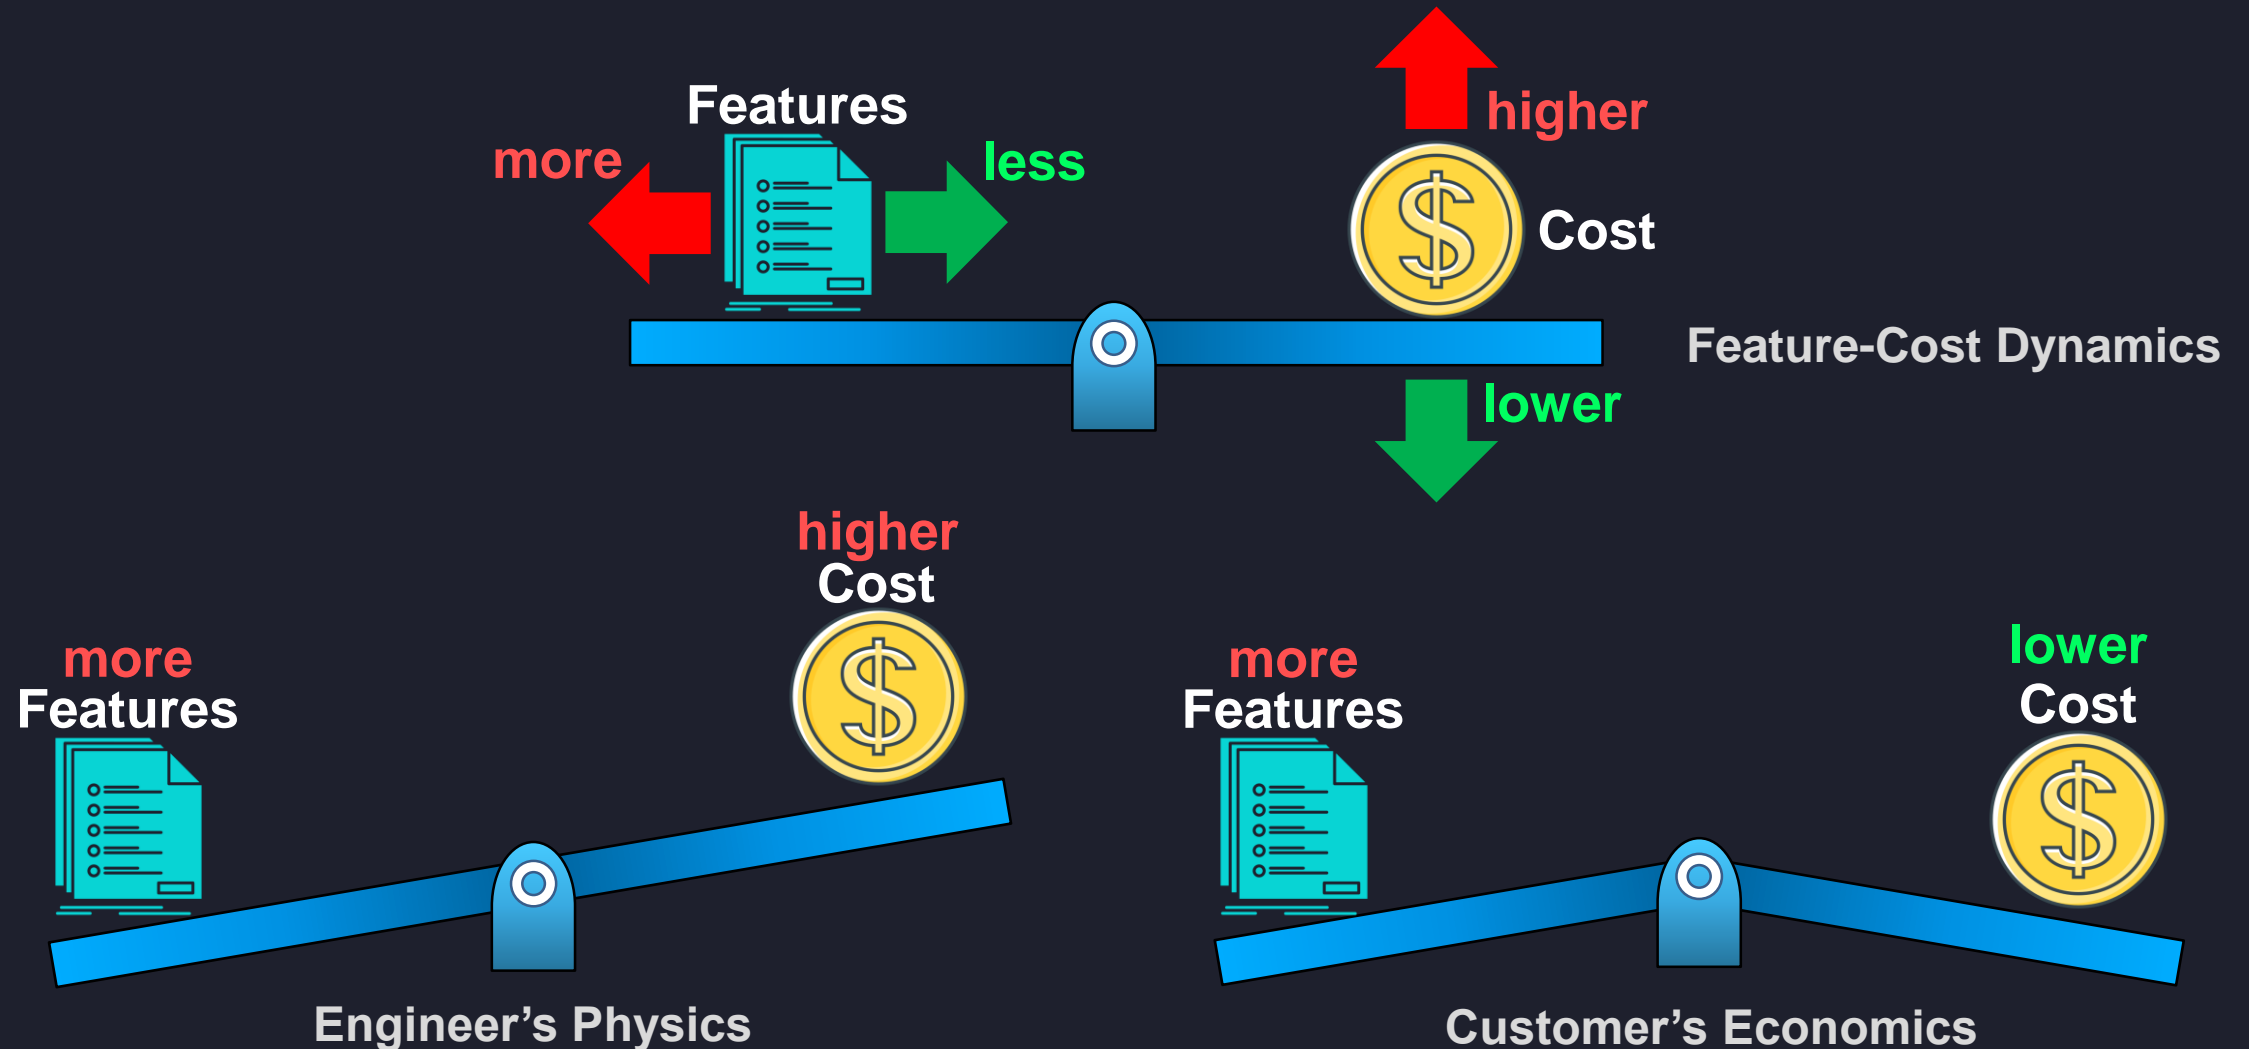 Features
more
less
higher
Cost
Feature-Cost Dynamics
lower
higher
Cost
more
Features
Engineer’s Physics
more
Features
lower
Cost
Customer’s Economics